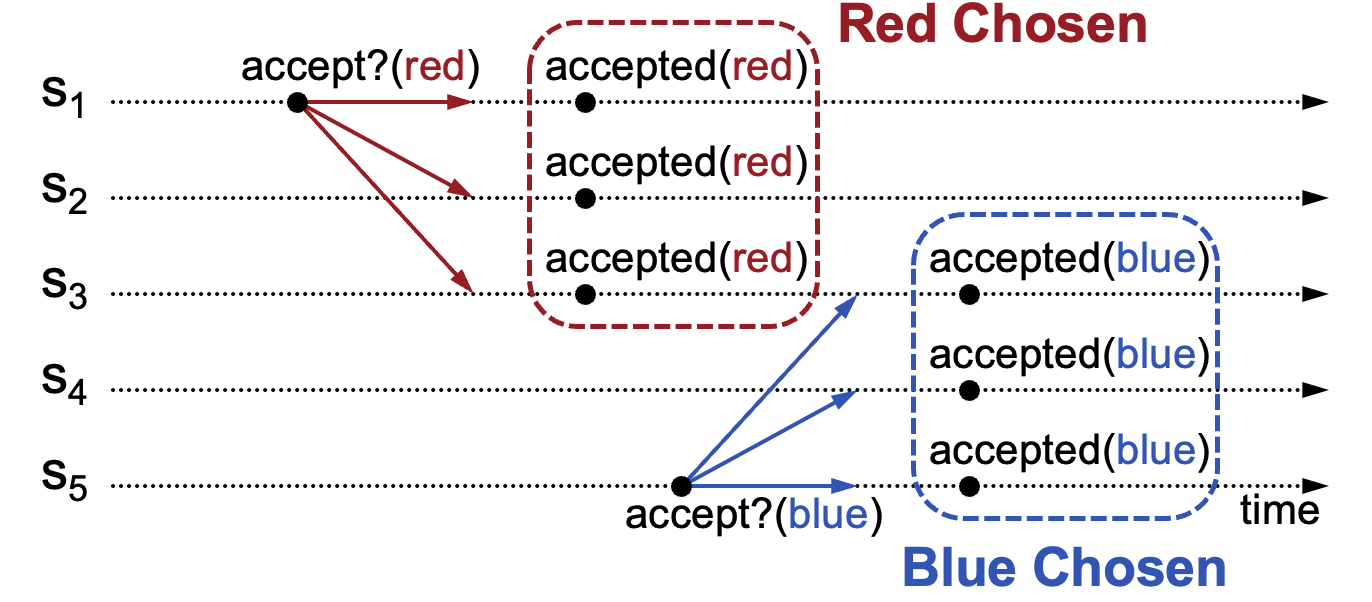 Red Chosen
accept?(red)
accepted(red)
S1
accepted(red)
S2
accepted(red)
accepted(blue)
S3
accepted(blue)
S4
accepted(blue)
S5
accept?(blue)
time
Blue Chosen